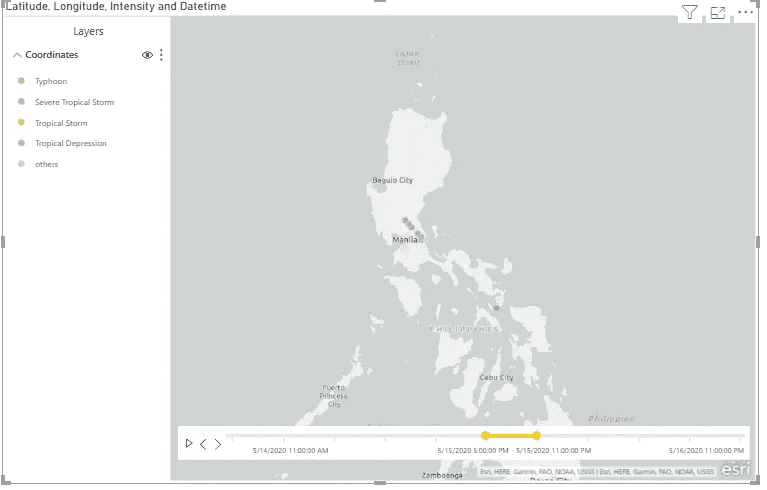 Latitude, Longitude, Intensity and Datetime
Layers
Coordinates
Typhoon
Severe Tropical Storm
Tropical Storm
Tropical Depression
others
Luzon
Strait
Baguio City
Manila
PHILIPPINES
Cebu City
Puerto
Princesa
City
Philippine
5/14/2020 11:00:00 AM
5/15/2020 5:00:00 PM - 5/15/2020 11:00:00 PM
5/16/2020 11:00:00 PM
Zamboanga
Davao City
Esri, HERE, Garmin, FAO, NOAA, USGS | Esri, HERE, Garmin, FAO, NOAA, USGS
esri